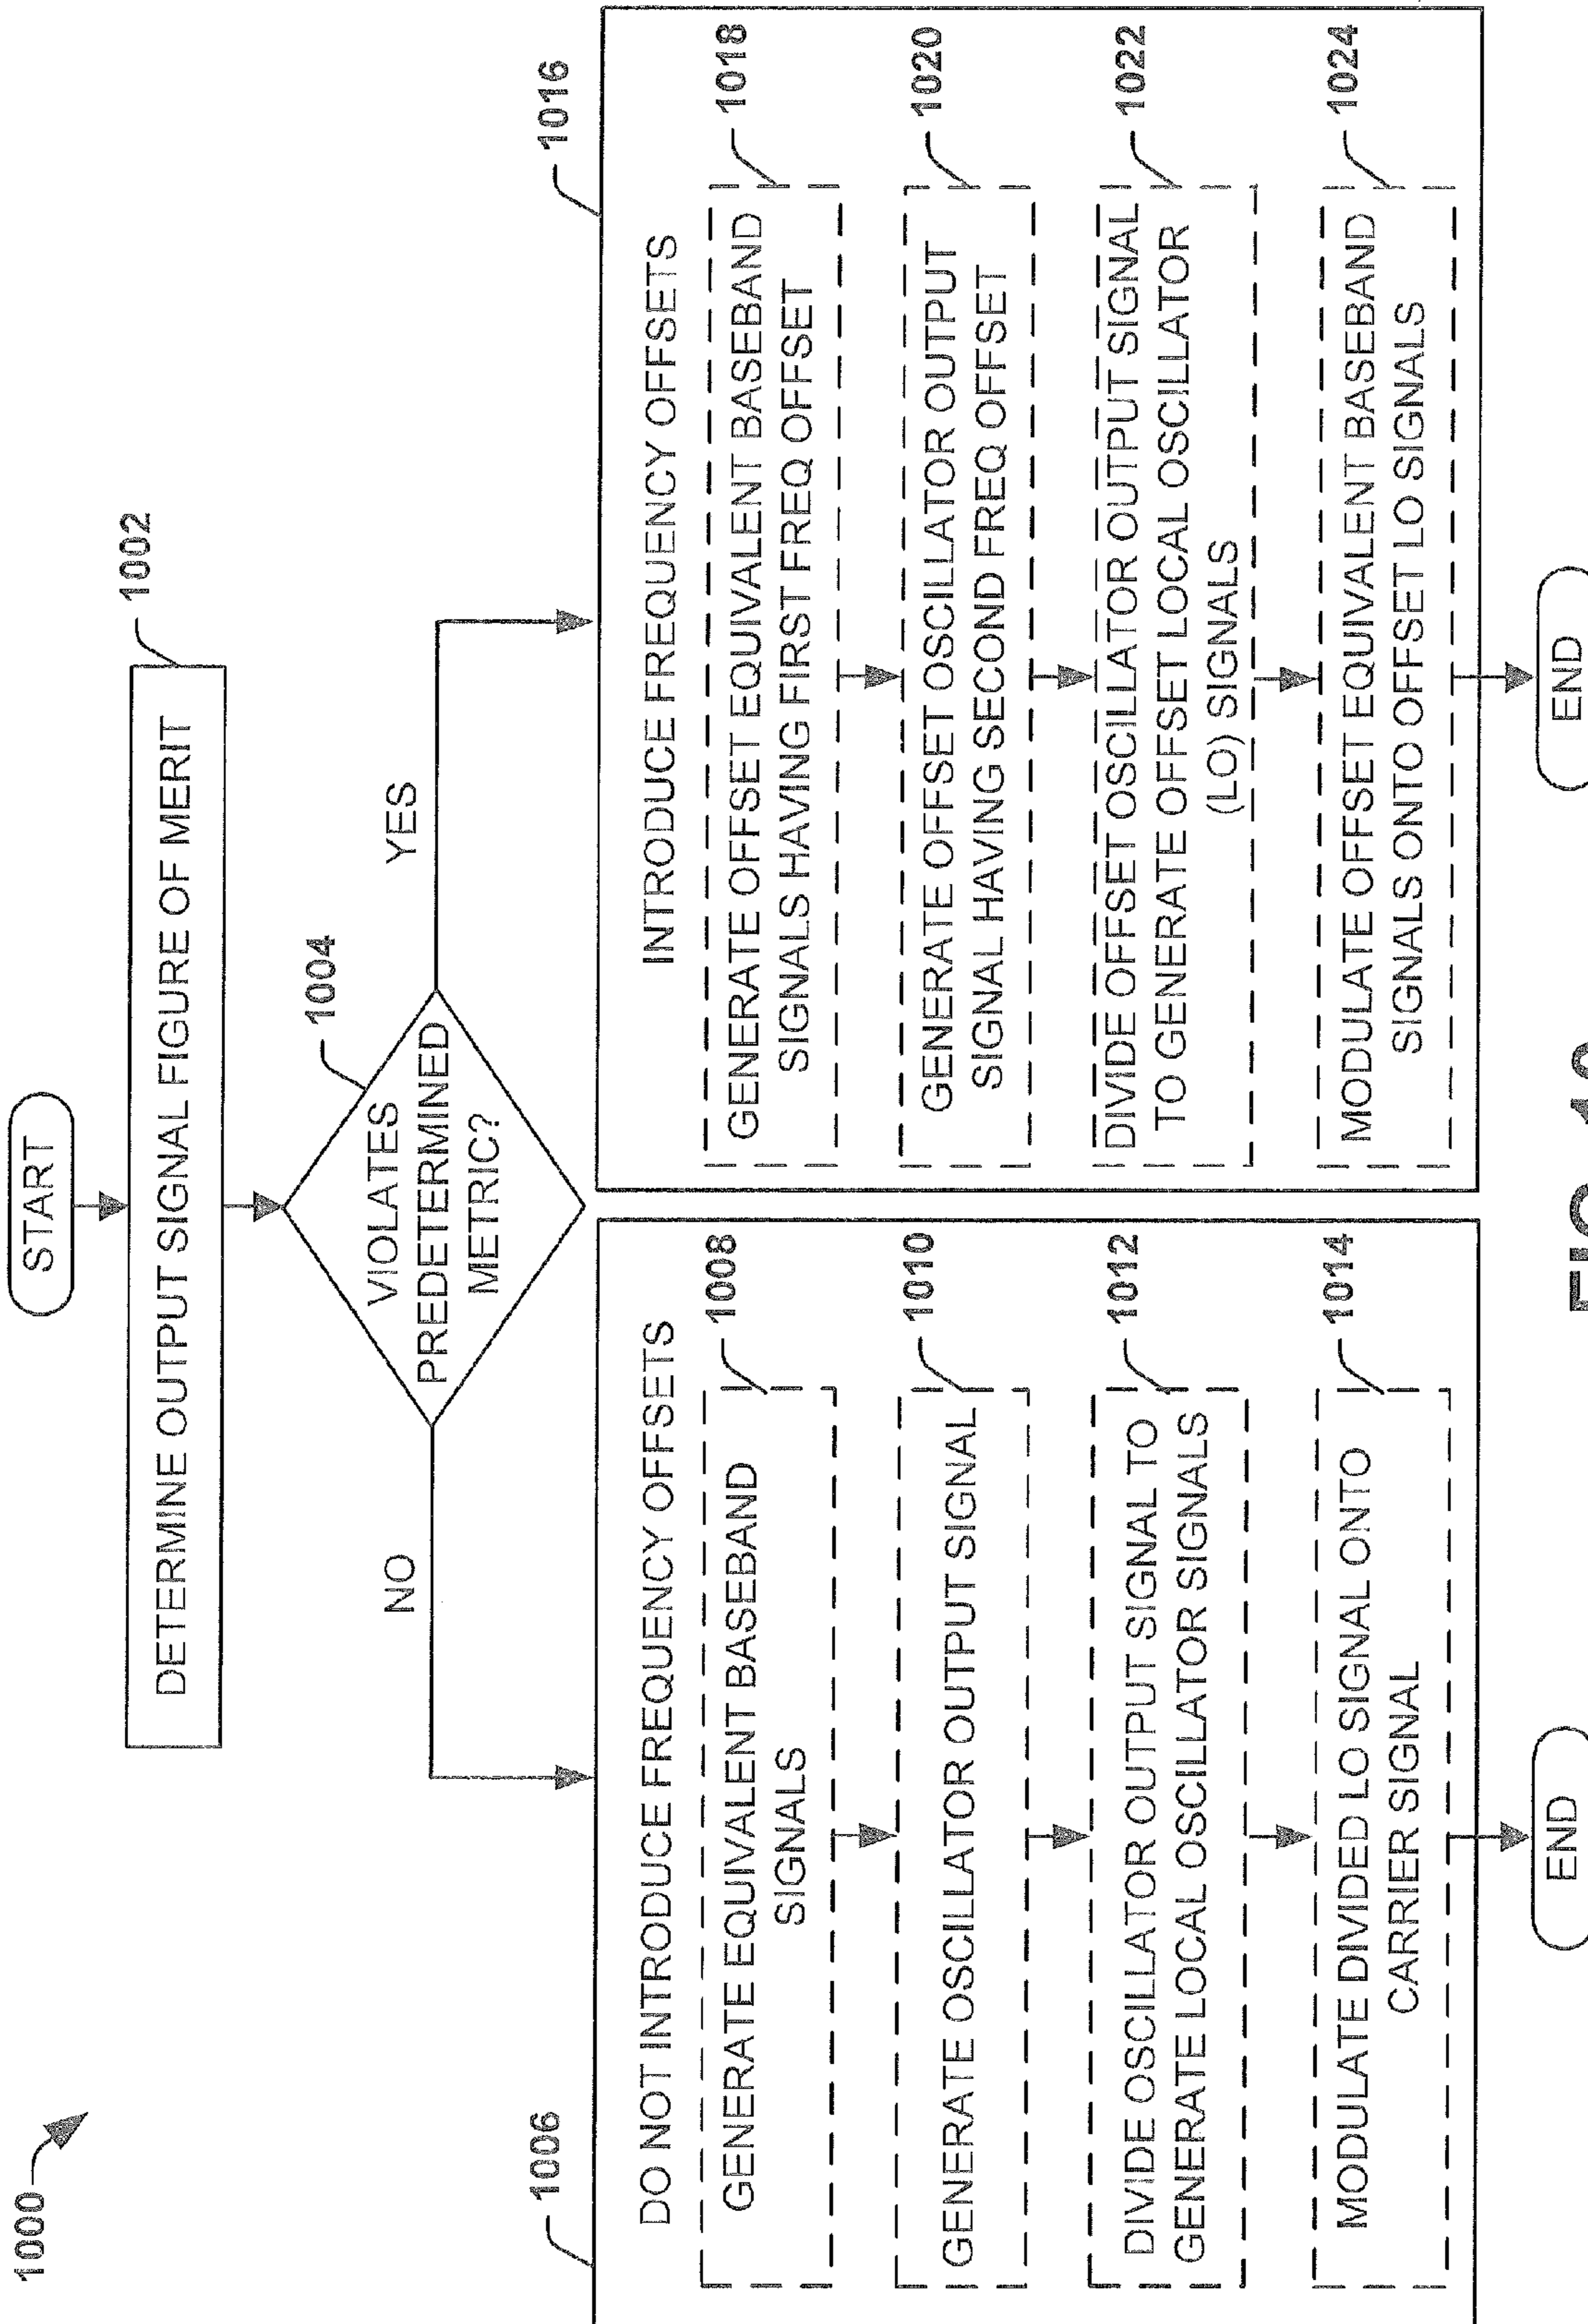 1000
START
DETERMINE OUTPUT SIGNAL FIGURE OF MERIT
1002
VIOLATES
PREDETERMINED
METRIC?
1004
NO
YES
1006
DO NOT INTRODUCE FREQUENCY OFFSETS
GENERATE EQUIVALENT BASEBAND
SIGNALS
1008
GENERATE OSCILLATOR OUTPUT SIGNAL
1010
DIVIDE OSCILLATOR OUTPUT SIGNAL TO
GENERATE LOCAL OSCILLATOR SIGNALS
1012
MODULATE DIVIDED LO SIGNAL ONTO
CARRIER SIGNAL
1014
END
1016
INTRODUCE FREQUENCY OFFSETS
GENERATE OFFSET EQUIVALENT BASEBAND
SIGNALS HAVING FIRST FREQ OFFSET
1018
GENERATE OFFSET OSCILLATOR OUTPUT
SIGNAL HAVING SECOND FREQ OFFSET
1020
DIVIDE OFFSET OSCILLATOR OUTPUT SIGNAL
TO GENERATE OFFSET LOCAL OSCILLATOR
(LO) SIGNALS
1022
MODULATE OFFSET EQUIVALENT BASEBAND
SIGNALS ONTO OFFSET LO SIGNALS
1024
END